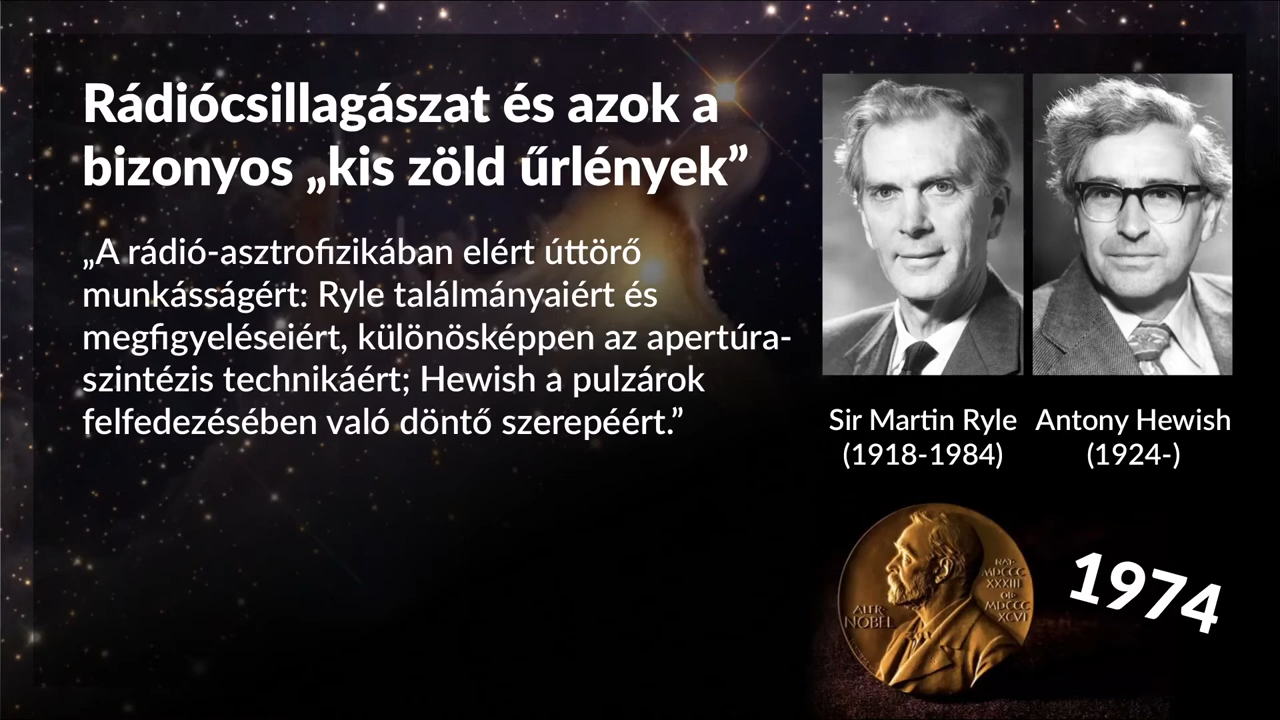 Rádiócsillagászat és azok a
bizonyos „kis zöld űrlények”
„A rádió-asztrofizikában elért úttörő
munkásságért: Ryle találmányaiért és
megfigyeléseiért, különösképpen az apertúra-
szintézis technikáért; Hewish a pulzárok
felfedezésében való döntő szerepéért.”
Sir Martin Ryle
(1918-1984)
Antony Hewish
(1924-)
ALFR·
NOBEL
NAT·
MDCCC
XXXIII
OB·
MDCCC
XCVI
1974